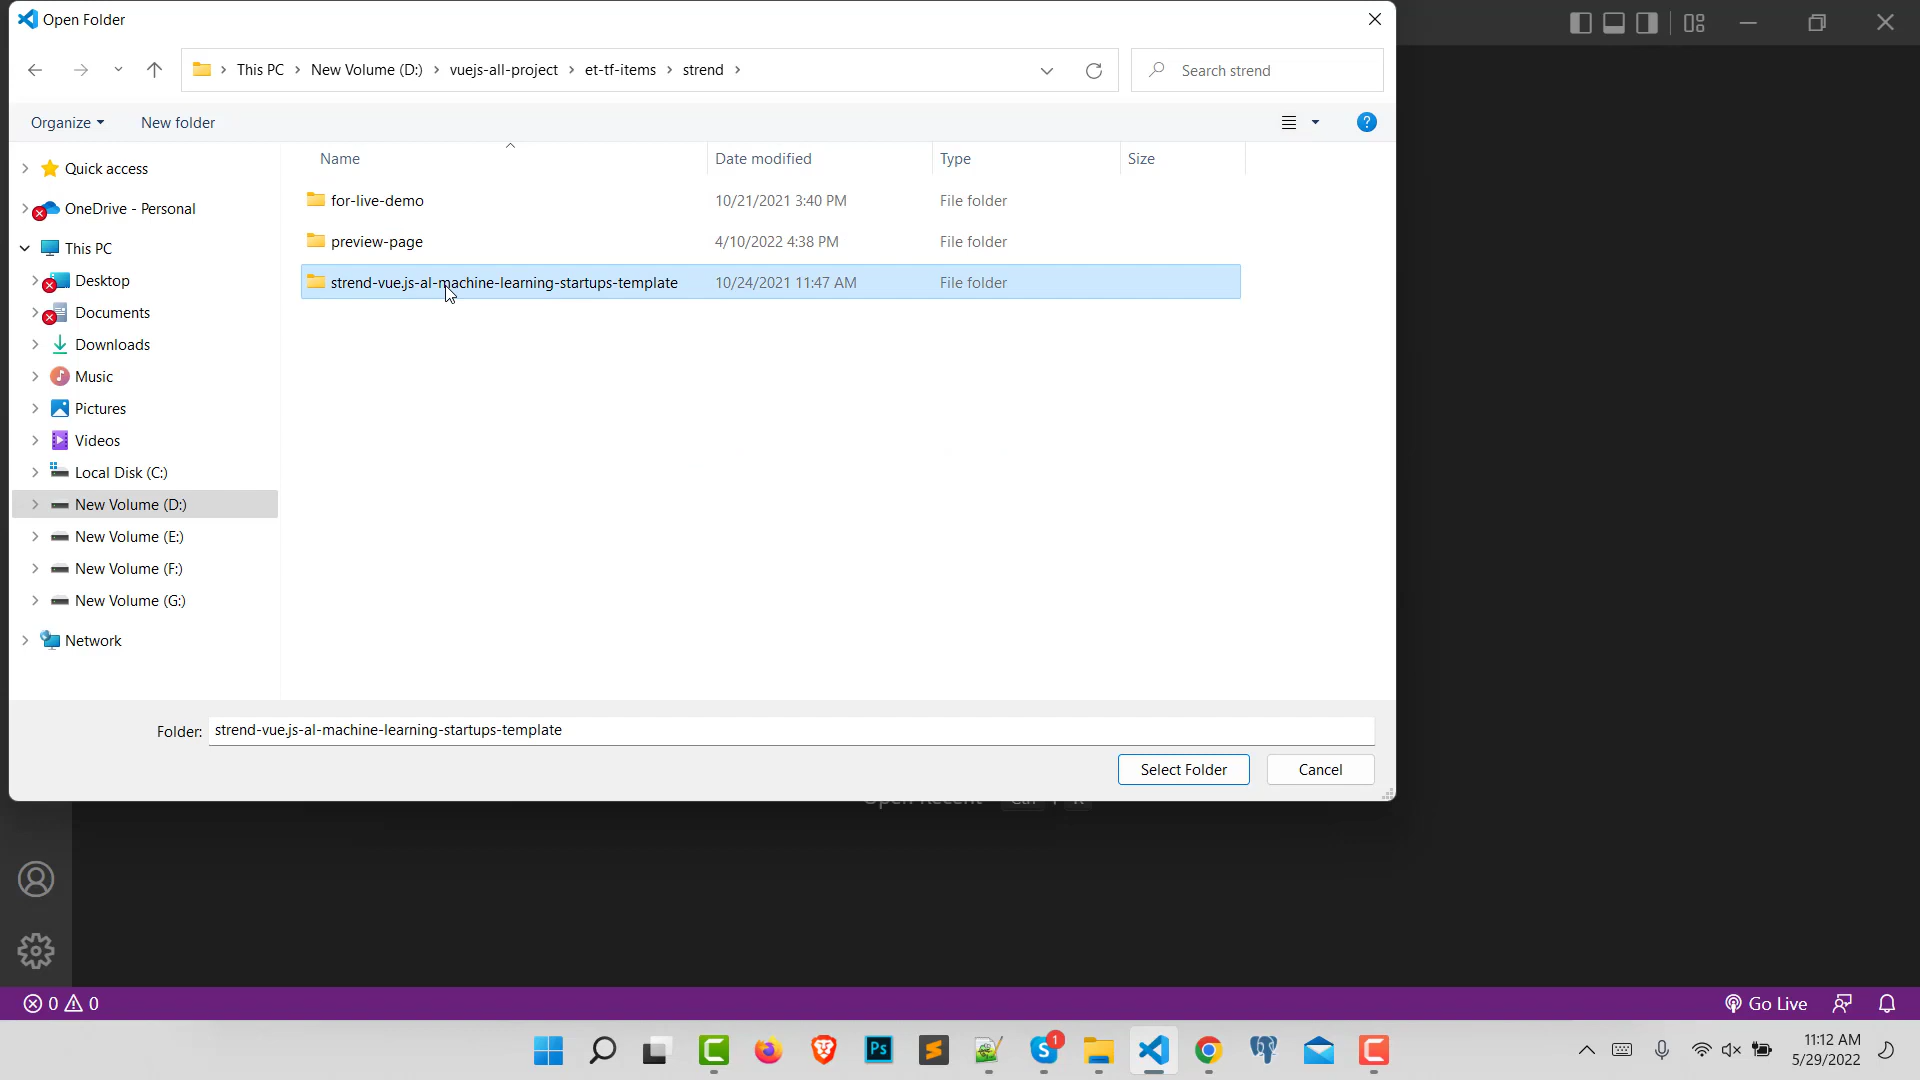 Open Folder
This PC > New Volume (D:) > vuejs-all-project > et-tf-items > strend >
Search strend
Organize
New folder
?
Name
Date modified
Type
Size
Quick access
OneDrive - Personal
This PC
Desktop
Documents
Downloads
Music
Pictures
Videos
Local Disk (C:)
New Volume (D:)
New Volume (E:)
New Volume (F:)
New Volume (G:)
Network
for-live-demo 10/21/2021 3:40 PM File folder
preview-page 4/10/2022 4:38 PM File folder
strend-vue.js-al-machine-learning-startups-template 10/24/2021 11:47 AM File folder
Folder: strend-vue.js-al-machine-learning-startups-template
Select Folder
Cancel
Open Recent Ctrl + R
0 0
Go Live
Ps
S
1
11:12 AM
5/29/2022